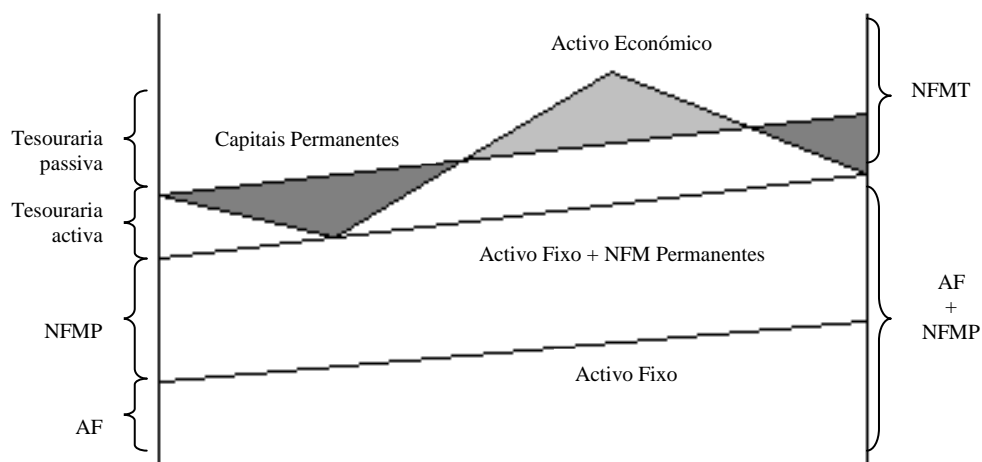 Activo Económico
NFMT
Capitais Permanentes
Tesouraria
passiva
Tesouraria
activa
Activo Fixo + NFM Permanentes
AF
+
NFMP
NFMP
Activo Fixo
AF